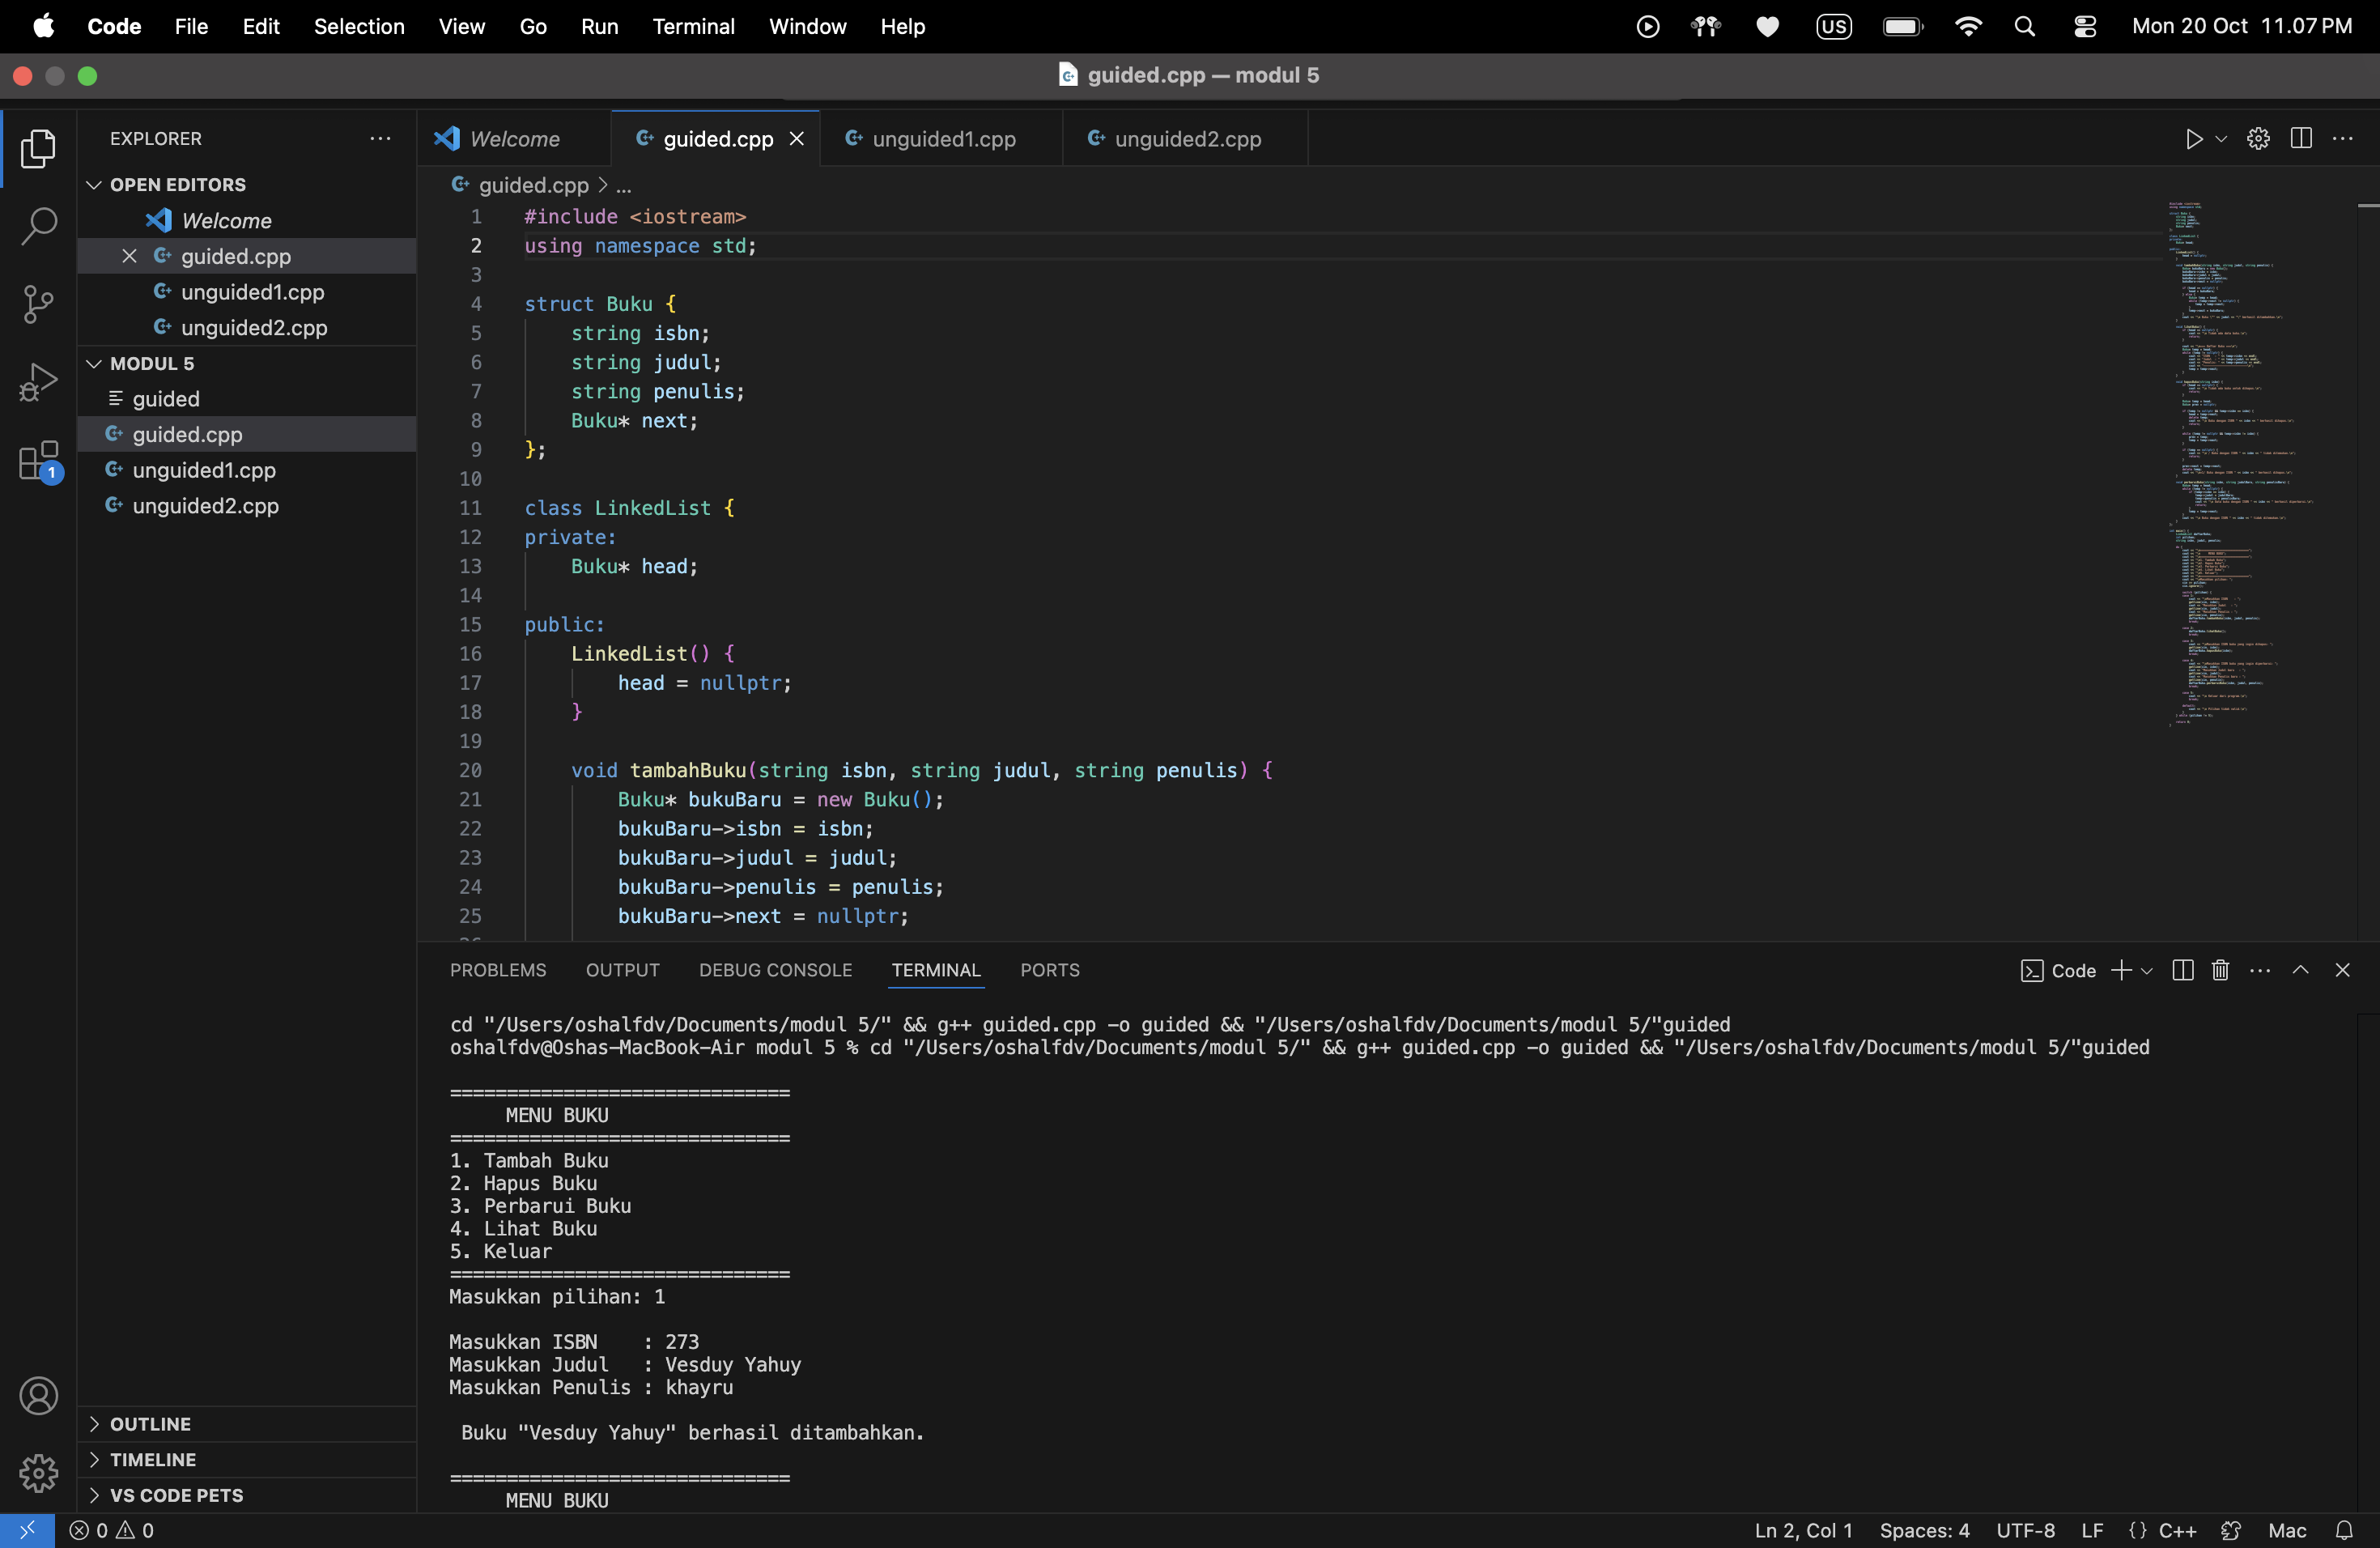 Code File Edit Selection View Go Run Terminal Window Help US Mon 20 Oct 11.07 PM
guided.cpp — modul 5
EXPLORER
OPEN EDITORS
Welcome
guided.cpp
unguided1.cpp
unguided2.cpp
MODUL 5
guided
guided.cpp
unguided1.cpp
unguided2.cpp
1
OUTLINE
TIMELINE
VS CODE PETS
Welcome guided.cpp unguided1.cpp unguided2.cpp
guided.cpp > ...
1 #include <iostream>
2 using namespace std;
3
4 struct Buku {
5 string isbn;
6 string judul;
7 string penulis;
8 Buku* next;
9 };
10
11 class LinkedList {
12 private:
13 Buku* head;
14
15 public:
16 LinkedList() {
17 head = nullptr;
18 }
19
20 void tambahBuku(string isbn, string judul, string penulis) {
21 Buku* bukuBaru = new Buku();
22 bukuBaru->isbn = isbn;
23 bukuBaru->judul = judul;
24 bukuBaru->penulis = penulis;
25 bukuBaru->next = nullptr;
PROBLEMS OUTPUT DEBUG CONSOLE TERMINAL PORTS Code
cd "/Users/oshalfdv/Documents/modul 5/" && g++ guided.cpp -o guided && "/Users/oshalfdv/Documents/modul 5/"guided
oshalfdv@Oshas-MacBook-Air modul 5 % cd "/Users/oshalfdv/Documents/modul 5/" && g++ guided.cpp -o guided && "/Users/oshalfdv/Documents/modul 5/"guided
==============================
MENU BUKU
==============================
1. Tambah Buku
2. Hapus Buku
3. Perbarui Buku
4. Lihat Buku
5. Keluar
==============================
Masukkan pilihan: 1
Masukkan ISBN : 273
Masukkan Judul : Vesduy Yahuy
Masukkan Penulis : khayru
Buku "Vesduy Yahuy" berhasil ditambahkan.
==============================
MENU BUKU
0 0 Ln 2, Col 1 Spaces: 4 UTF-8 LF {} C++ Mac